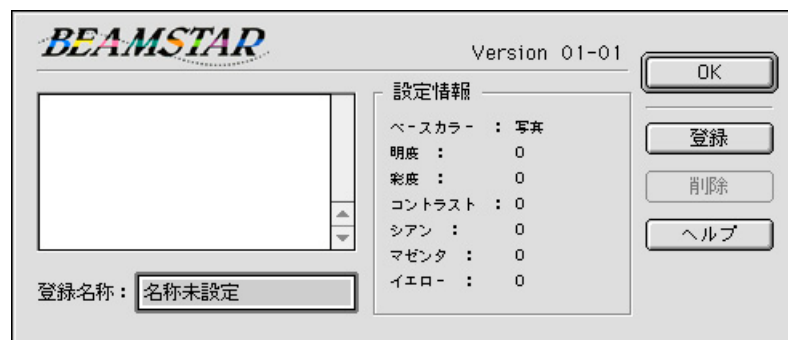 BEAMSTAR
Version 01-01
OK
設定情報
ベースカラー : 写真
明度 : 0
彩度 : 0
コントラスト : 0
シアン : 0
マゼンタ : 0
イエロー : 0
登録
削除
ヘルプ
登録名称: 名称未設定